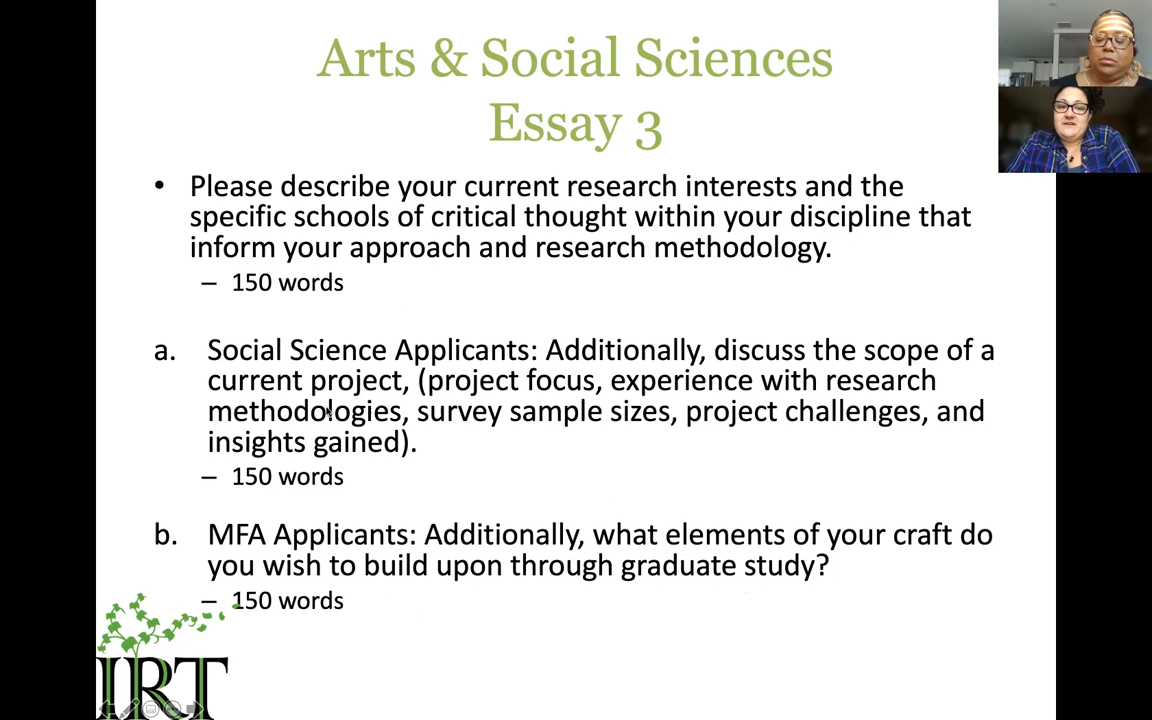 Arts & Social Sciences
Essay 3
• Please describe your current research interests and the
specific schools of critical thought within your discipline that
inform your approach and research methodology.
– 150 words
a. Social Science Applicants: Additionally, discuss the scope of a
current project, (project focus, experience with research
methodologies, survey sample sizes, project challenges, and
insights gained).
– 150 words
b. MFA Applicants: Additionally, what elements of your craft do
you wish to build upon through graduate study?
– 150 words
IRT